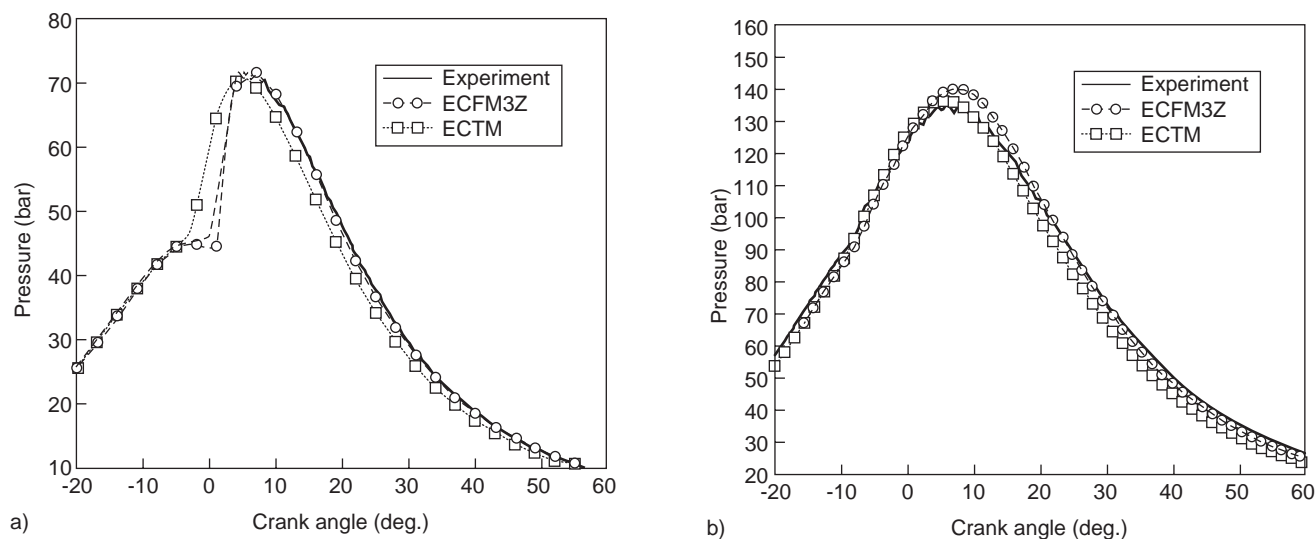 80
70
60
50
40
30
20
10
Pressure (bar)
-20 -10 0 10 20 30 40 50 60
Crank angle (deg.)
Experiment
ECFM3Z
ECTM
a)
160
150
140
130
120
110
100
90
80
70
60
50
40
30
20
Pressure (bar)
-20 -10 0 10 20 30 40 50 60
Crank angle (deg.)
Experiment
ECFM3Z
ECTM
b)